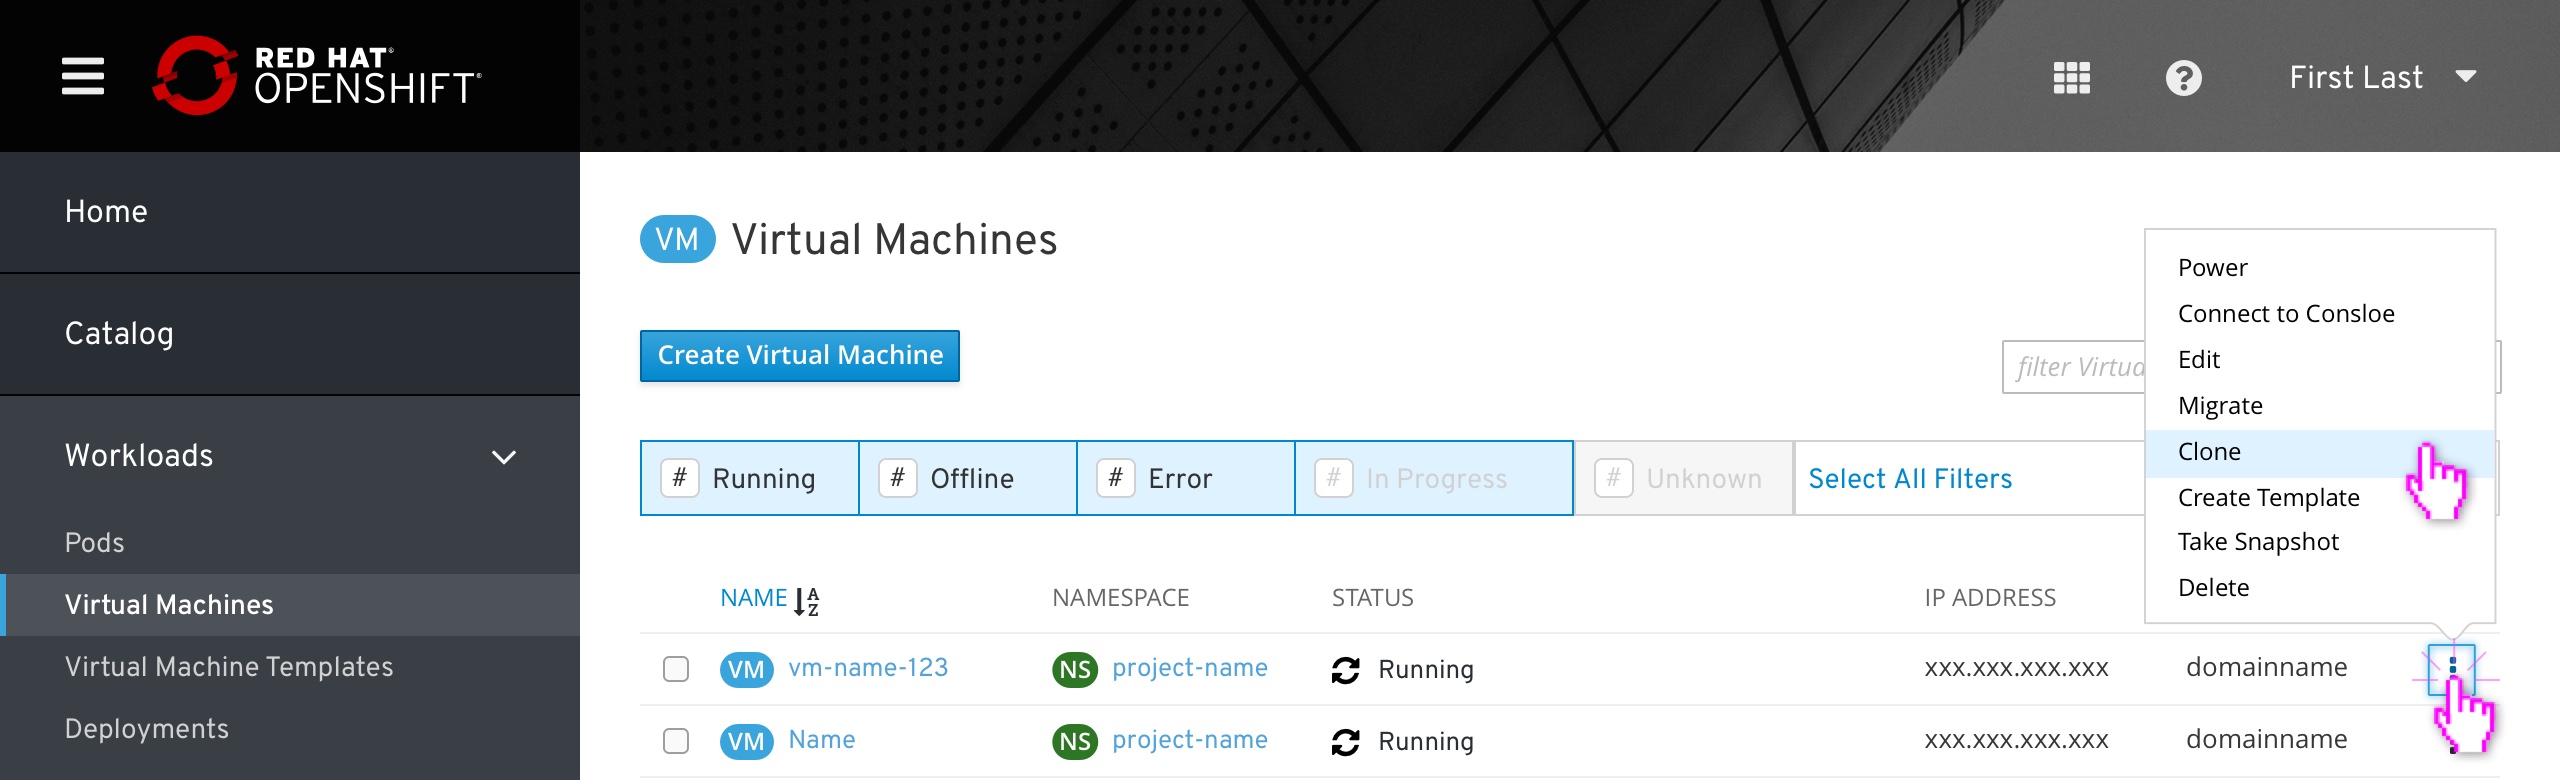 RED HAT®
OPENSHIFT®
First Last
Home
Catalog
Workloads
Pods
Virtual Machines
Virtual Machine Templates
Deployments
VM Virtual Machines
Create Virtual Machine
filter Virtua
Power
Connect to Consloe
Edit
Migrate
Clone
Create Template
Take Snapshot
Delete
# Running # Offline # Error # In Progress # Unknown Select All Filters
NAME AZ NAMESPACE STATUS IP ADDRESS
VM vm-name-123 NS project-name Running xxx.xxx.xxx.xxx domainname
VM Name NS project-name Running xxx.xxx.xxx.xxx domainname